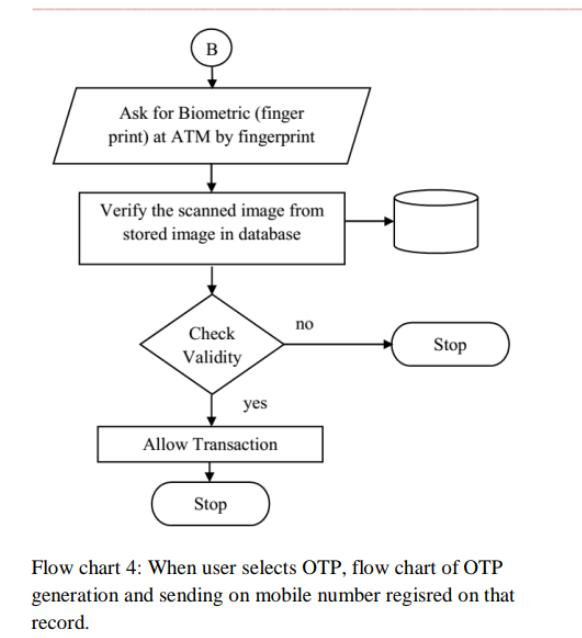 B
Ask for Biometric (finger
print) at ATM by fingerprint
Verify the scanned image from
stored image in database
Check
Validity
no
Stop
yes
Allow Transaction
Stop
Flow chart 4: When user selects OTP, flow chart of OTP
generation and sending on mobile number regisred on that
record.